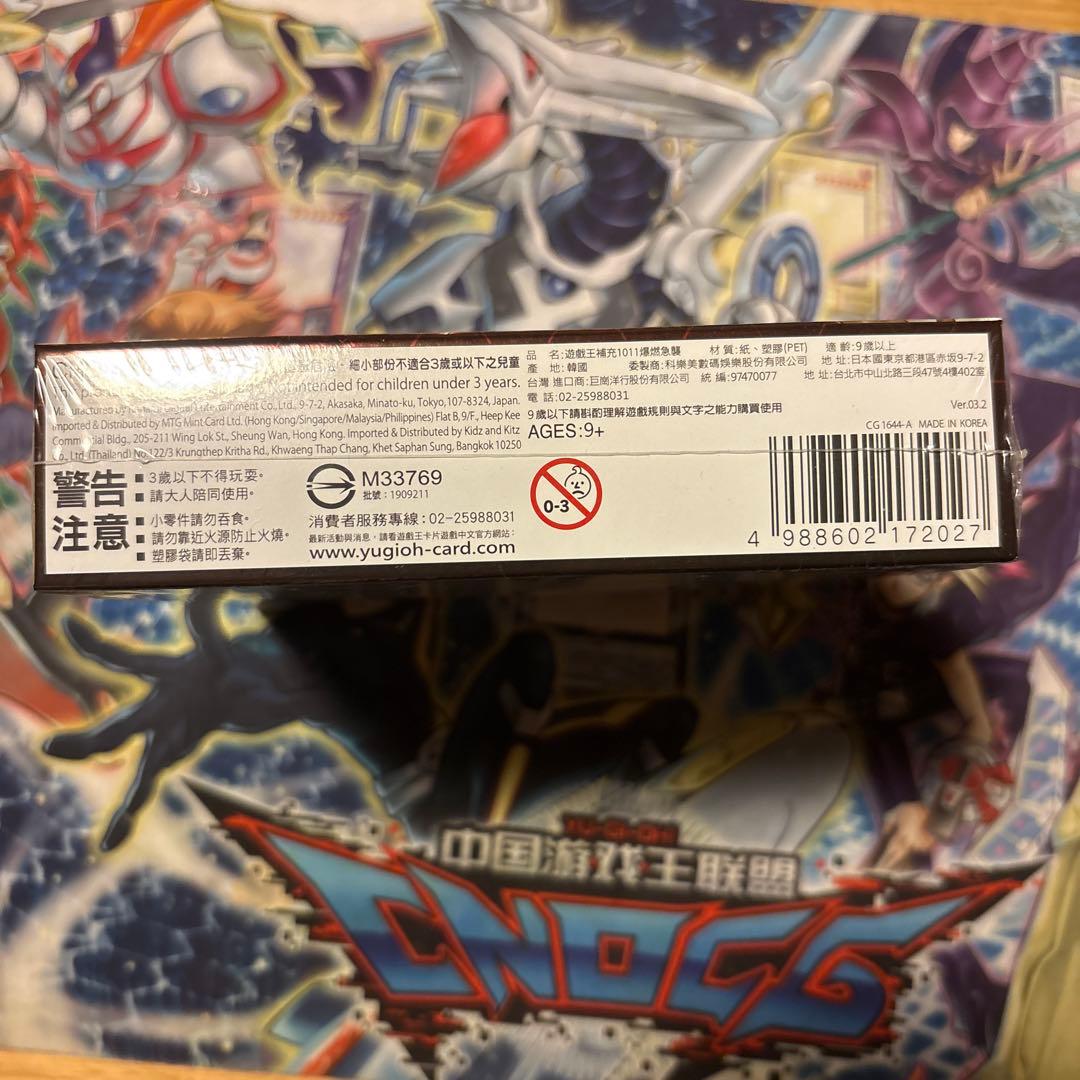 細小部份不適合3歲或以下之兒童
Not intended for children under 3 years.
Entertainment Co., Ltd., 9-7-2, Akasaka, Minato-ku, Tokyo, 107-8324, Japan.
Imported & Distributed by MTG Mint Card Ltd. (Hong Kong/Singapore/Malaysia/Philippines) Flat B, 9/F., Heep Kee
Commercial Bldg., 205-211 Wing Lok St., Sheung Wan, Hong Kong. Imported & Distributed by Kidz and Kitz
Co., Ltd. (Thailand) No.122/3 Krungthep Kritha Rd., Khwaeng Thap Chang, Khet Saphan Sung, Bangkok 10250
品 名:遊戲王補充1011爆燃急襲 材 質:紙、塑膠(PET) 適 齡:9歲以上
產 地:韓國 委製商:科樂美數碼娛樂股份有限公司 地 址:日本國東京都港區赤坂9-7-2
台灣 進口商:巨崗洋行股份有限公司 統 編:97470077 地 址:台北市中山北路三段47號4樓402室
電 話:02-25988031
9歲以下請斟酌理解遊戲規則與文字之能力購買使用
Ver.03.2
AGES:9+
CG1644-A MADE IN KOREA
警告
注意
■ 3歲以下不得玩耍。
■ 請大人陪同使用。
■ 小零件請勿吞食。
■ 請勿靠近火源防止火燒。
■ 塑膠袋請即丟棄。
M33769
批號:1909211
消費者服務專線:02-25988031
最新活動與消息,請看遊戲王卡片遊戲中文官方網站:
www.yugioh-card.com
0-3
4 988602 172027
YU-GI-OH!
中国游戏王联盟
CNOCG